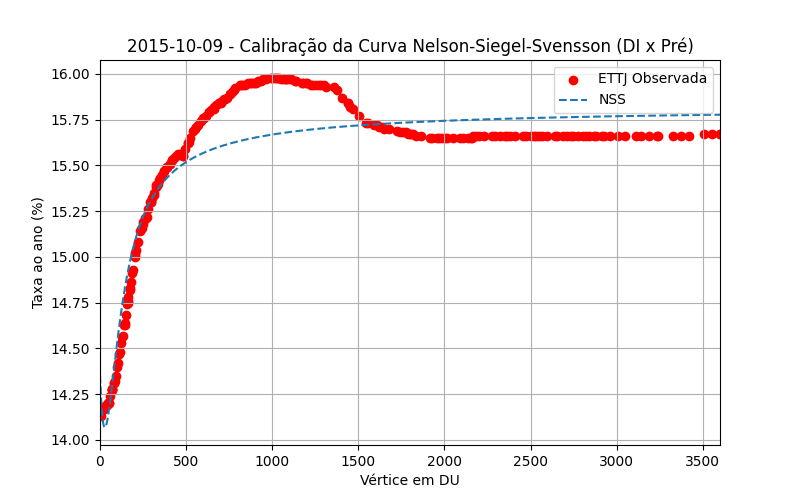 2015-10-09 - Calibração da Curva Nelson-Siegel-Svensson (DI x Pré)
ETTJ Observada
NSS
Taxa ao ano (%)
16.00
15.75
15.50
15.25
15.00
14.75
14.50
14.25
14.00
0 500 1000 1500 2000 2500 3000 3500
Vértice em DU